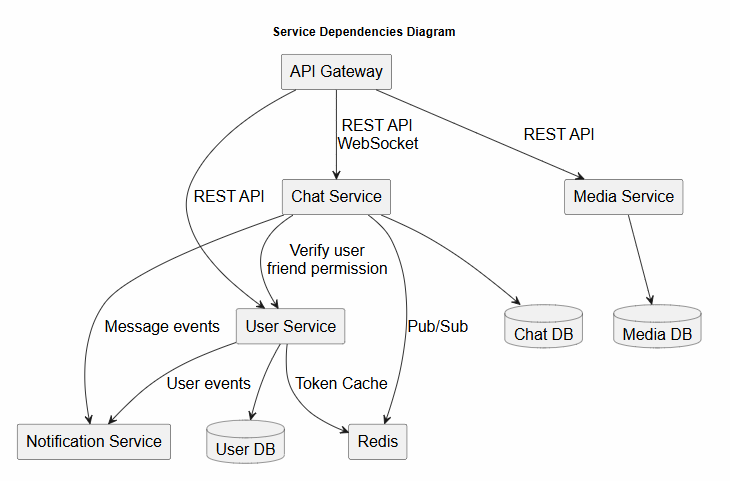 Service Dependencies Diagram
API Gateway
REST API
WebSocket
REST API
REST API
Chat Service
Media Service
Verify user
friend permission
Message events
User Service
Pub/Sub
Chat DB
Media DB
User events
Token Cache
Notification Service
User DB
Redis